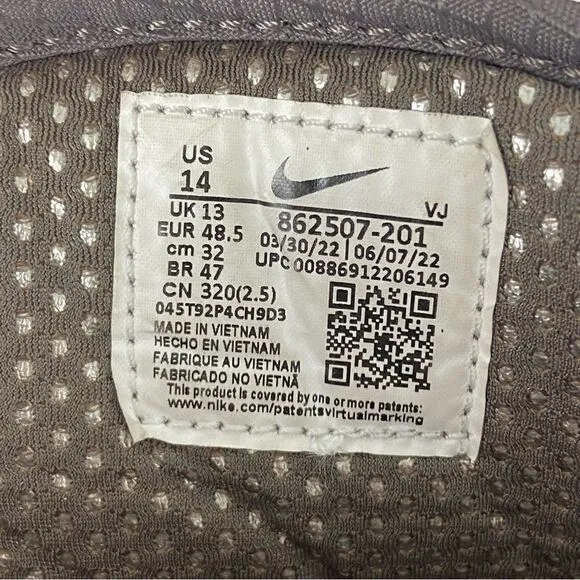 US
14
UK 13
EUR 48.5
cm 32
BR 47
CN 320(2.5)
045T92P4CH9D3
VJ
862507-201
03/30/22 | 06/07/22
UPC 00886912206149
MADE IN VIETNAM
HECHO EN VIETNAM
FABRIQUE AU VIETNAM
FABRICADO NO VIETNÃ
This product is covered by one or more patents:
www.nike.com/patentsvirtualmarking